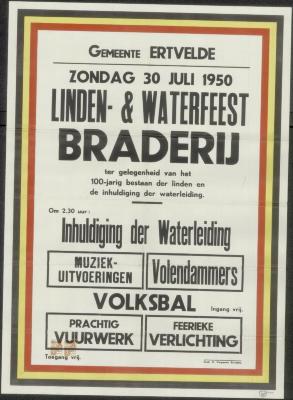 GEMEENTE ERTVELDE
ZONDAG 30 JULI 1950
LINDEN- & WATERFEEST
BRADERIJ
ter gelegenheid van het
100-jarig bestaan der linden en
de inhuldiging der waterleiding.
Om 2.30 uur :
Inhuldiging der Waterleiding
MUZIEK-
UITVOERINGEN
Volendammers
VOLKSBAL
Ingang vrij.
PRACHTIG
VUURWERK
FEERIEKE
VERLICHTING
Toegang vrij.